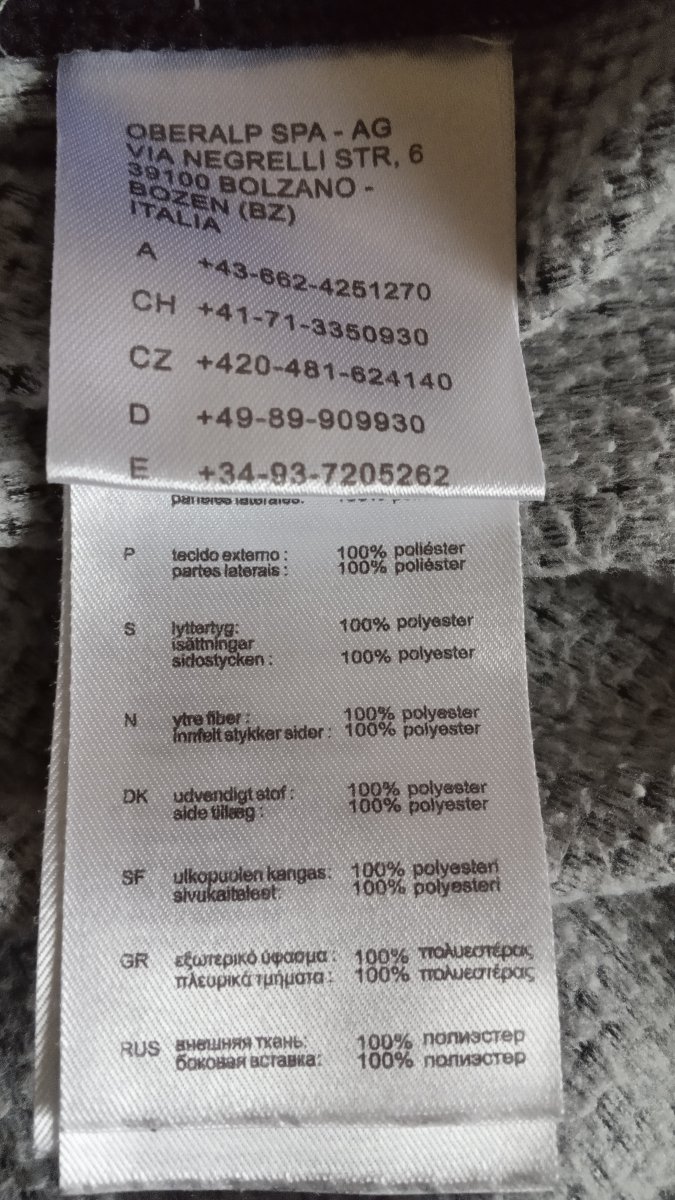 OBERALP SPA - AG
VIA NEGRELLI STR, 6
39100 BOLZANO -
BOZEN (BZ)
ITALIA
A +43-662-4251270
CH +41-71-3350930
CZ +420-481-624140
D +49-89-909930
E +34-93-7205262
P tecido externo : 100% poliéster
partes laterais : 100% poliéster
S lyttertyg: 100% polyester
isättningar
sidostycken : 100% polyester
N ytre fiber : 100% polyester
Innfelt stykker sider : 100% polyester
DK udvendigt stof : 100% polyester
side tillæg : 100% polyester
SF ulkopuolen kangas: 100% polyesteri
sivukaitaleet: 100% polyesteri
GR εξωτερικό ύφασμα : 100% πολυεστέρας
πλευρικά τμήματα : 100% πολυεστέρας
RUS внешняя ткань: 100% полиэстер
боковая вставка: 100% полиэстер